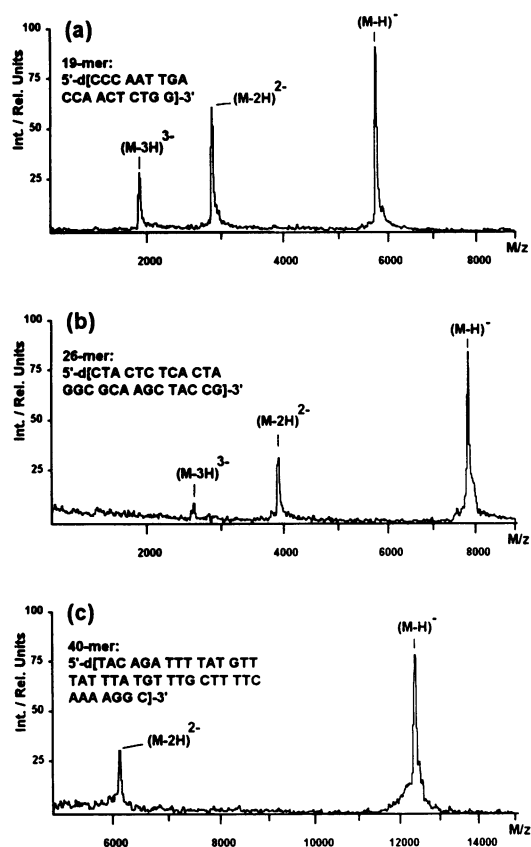 (a)
19-mer:
5'-d[CCC AAT TGA
CCA ACT CTG G]-3'
(M-3H)3-
(M-2H)2-
(M-H)-
Int. / Rel. Units
100
75
50
25
2000
4000
6000
8000
M/z
(b)
26-mer:
5'-d[CTA CTC TCA CTA
GGC GCA AGC TAC CG]-3'
(M-3H)3-
(M-2H)2-
(M-H)-
Int. / Rel. Units
100
75
50
25
2000
4000
6000
8000
M/z
(c)
40-mer:
5'-d[TAC AGA TTT TAT GTT
TAT TTA TGT TTG CTT TTC
AAA AGG C]-3'
(M-2H)2-
(M-H)-
Int. / Rel. Units
100
75
50
25
6000
8000
10000
12000
14000
M/z